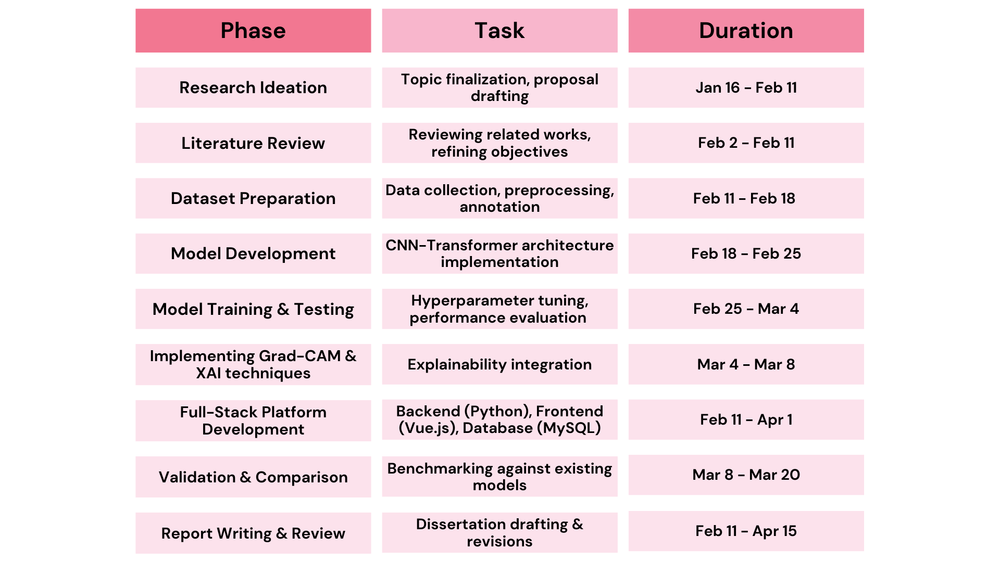 Phase
Task
Duration
Research Ideation
Topic finalization, proposal
drafting
Jan 16 - Feb 11
Literature Review
Reviewing related works,
refining objectives
Feb 2 - Feb 11
Dataset Preparation
Data collection, preprocessing,
annotation
Feb 11 - Feb 18
Model Development
CNN-Transformer architecture
implementation
Feb 18 - Feb 25
Model Training & Testing
Hyperparameter tuning,
performance evaluation
Feb 25 - Mar 4
Implementing Grad-CAM &
XAI techniques
Explainability integration
Mar 4 - Mar 8
Full-Stack Platform
Development
Backend (Python), Frontend
(Vue.js), Database (MySQL)
Feb 11 - Apr 1
Validation & Comparison
Benchmarking against existing
models
Mar 8 - Mar 20
Report Writing & Review
Dissertation drafting &
revisions
Feb 11 - Apr 15